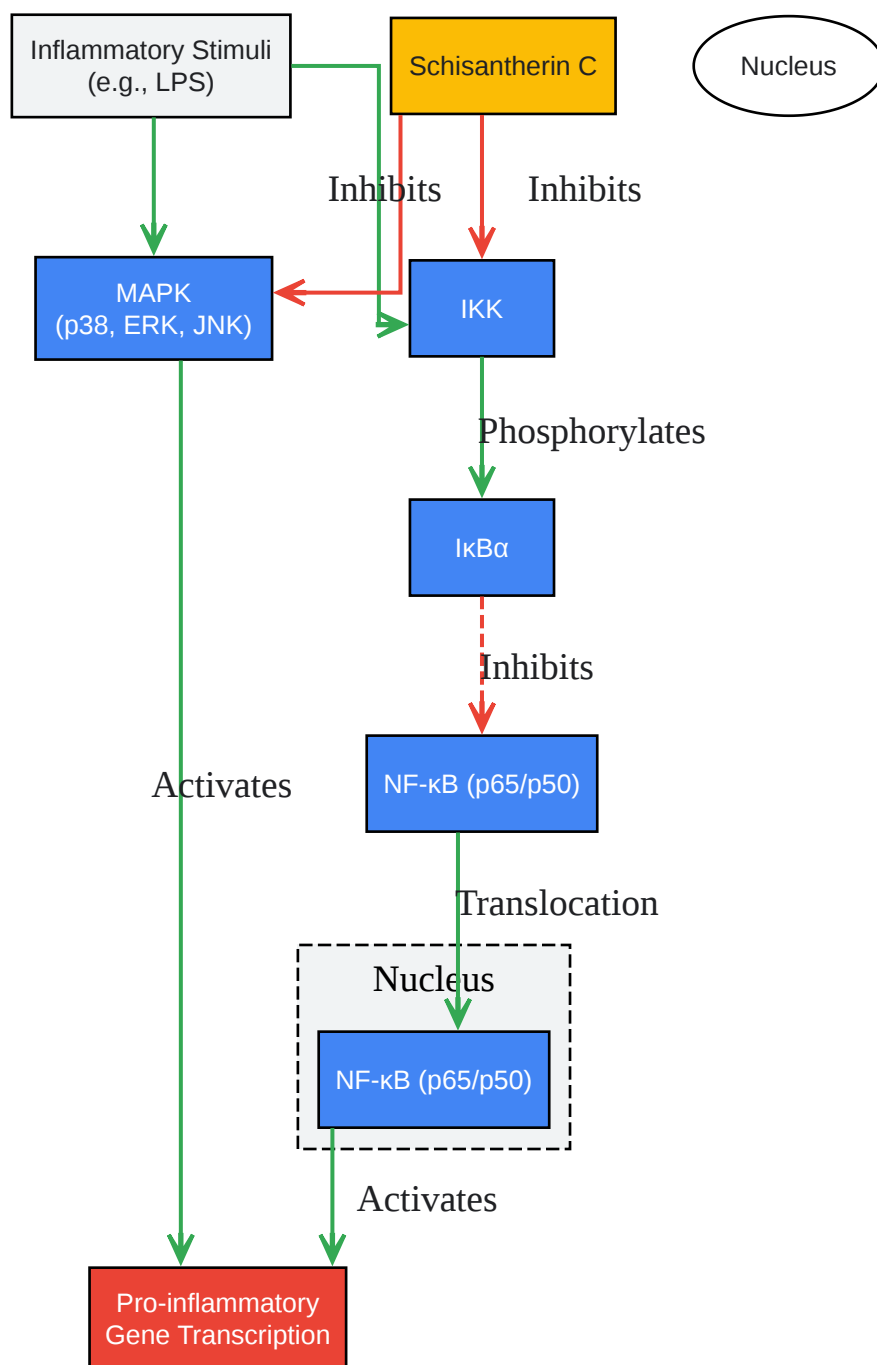 Inflammatory Stimuli
(e.g., LPS)
Schisantherin C
Nucleus
Inhibits
Inhibits
MAPK
(p38, ERK, JNK)
IKK
Phosphorylates
IκBα
Inhibits
NF-κB (p65/p50)
Activates
Translocation
Nucleus
NF-κB (p65/p50)
Activates
Pro-inflammatory
Gene Transcription